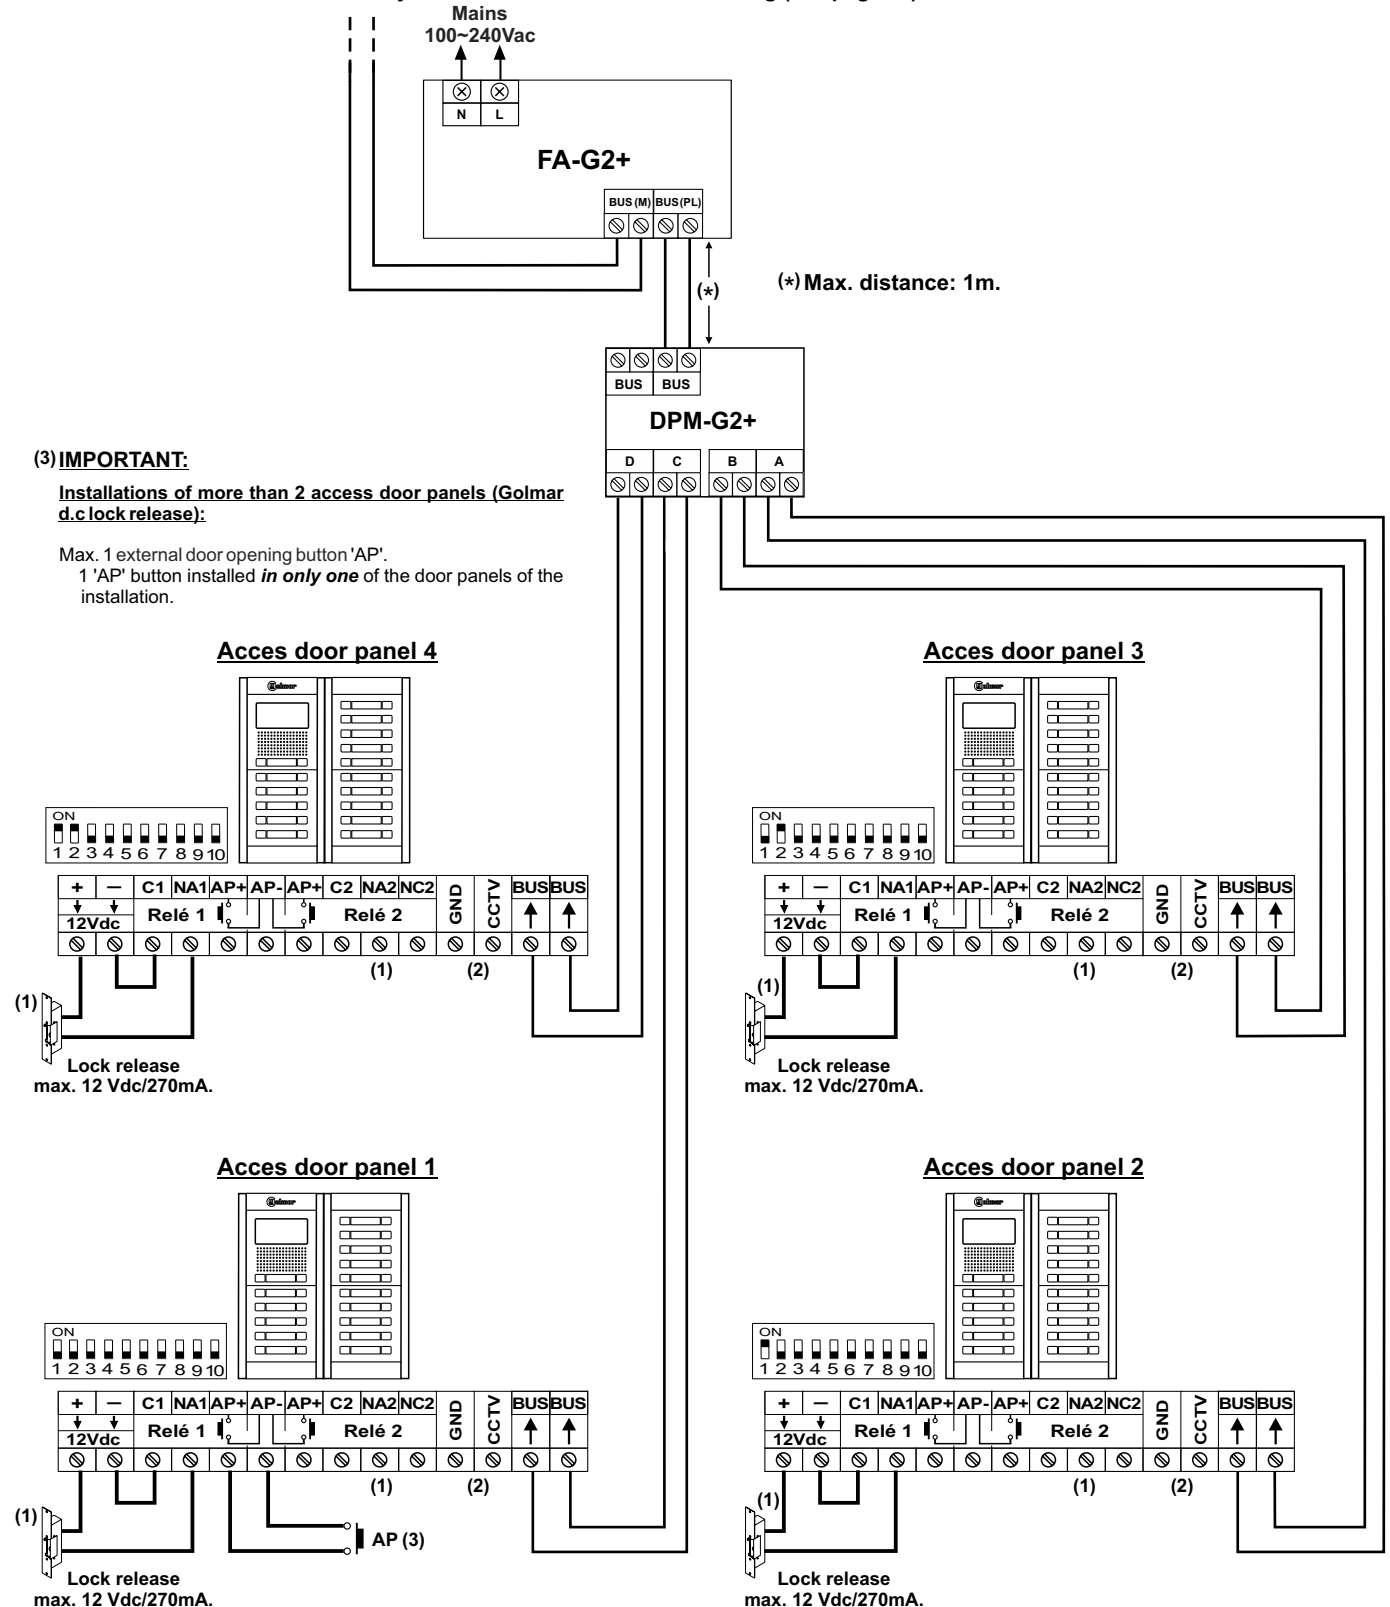 Mains
100~240Vac
N L
FA-G2+
BUS (M) BUS (PL)
(*)
(*) Max. distance: 1m.
BUS BUS
DPM-G2+
D C B A
(3) IMPORTANT:
Installations of more than 2 access door panels (Golmar
d.c lock release):
Max. 1 external door opening button 'AP'.
1 'AP' button installed in only one of the door panels of the
installation.
Acces door panel 4
Golmar
ON
1 2 3 4 5 6 7 8 9 10
+ – C1 NA1 AP+ AP- AP+ C2 NA2 NC2 GND CCTV BUS BUS
12Vdc Relé 1 Relé 2
(1) (2)
(1)
Lock release
max. 12 Vdc/270mA.
Acces door panel 3
Golmar
ON
1 2 3 4 5 6 7 8 9 10
+ – C1 NA1 AP+ AP- AP+ C2 NA2 NC2 GND CCTV BUS BUS
12Vdc Relé 1 Relé 2
(1) (2)
(1)
Lock release
max. 12 Vdc/270mA.
Acces door panel 1
Golmar
ON
1 2 3 4 5 6 7 8 9 10
+ – C1 NA1 AP+ AP- AP+ C2 NA2 NC2 GND CCTV BUS BUS
12Vdc Relé 1 Relé 2
(1) (2)
(1)
AP (3)
Lock release
max. 12 Vdc/270mA.
Acces door panel 2
Golmar
ON
1 2 3 4 5 6 7 8 9 10
+ – C1 NA1 AP+ AP- AP+ C2 NA2 NC2 GND CCTV BUS BUS
12Vdc Relé 1 Relé 2
(1) (2)
(1)
Lock release
max. 12 Vdc/270mA.